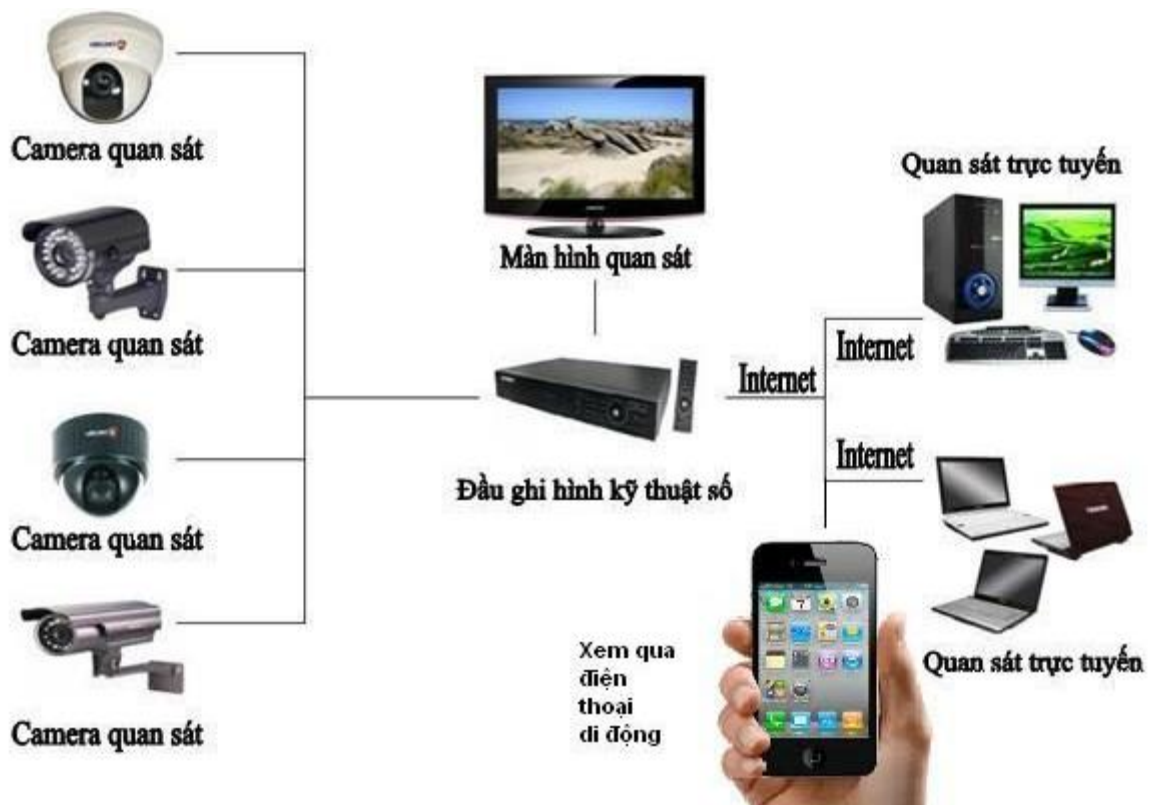 Camera quan sát
Camera quan sát
Camera quan sát
Camera quan sát
Màn hình quan sát
Đầu ghi hình kỹ thuật số
Internet
Quan sát trực tuyến
Internet
Internet
Quan sát trực tuyến
Xem qua
điện
thoại
di động